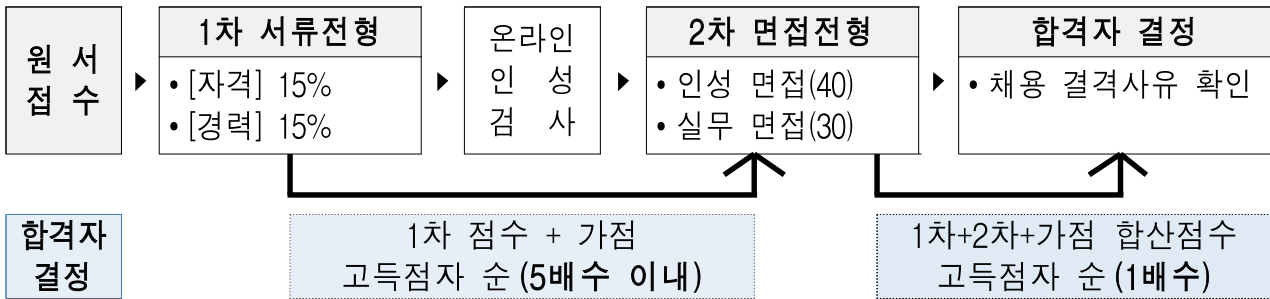 원 서
접 수
1차 서류전형
• [자격] 15%
• [경력] 15%
온라인
인 성
검 사
2차 면접전형
• 인성 면접(40)
• 실무 면접(30)
합격자 결정
• 채용 결격사유 확인
합격자
결정
1차 점수 + 가점
고득점자 순 (5배수 이내)
1차+2차+가점 합산점수
고득점자 순 (1배수)